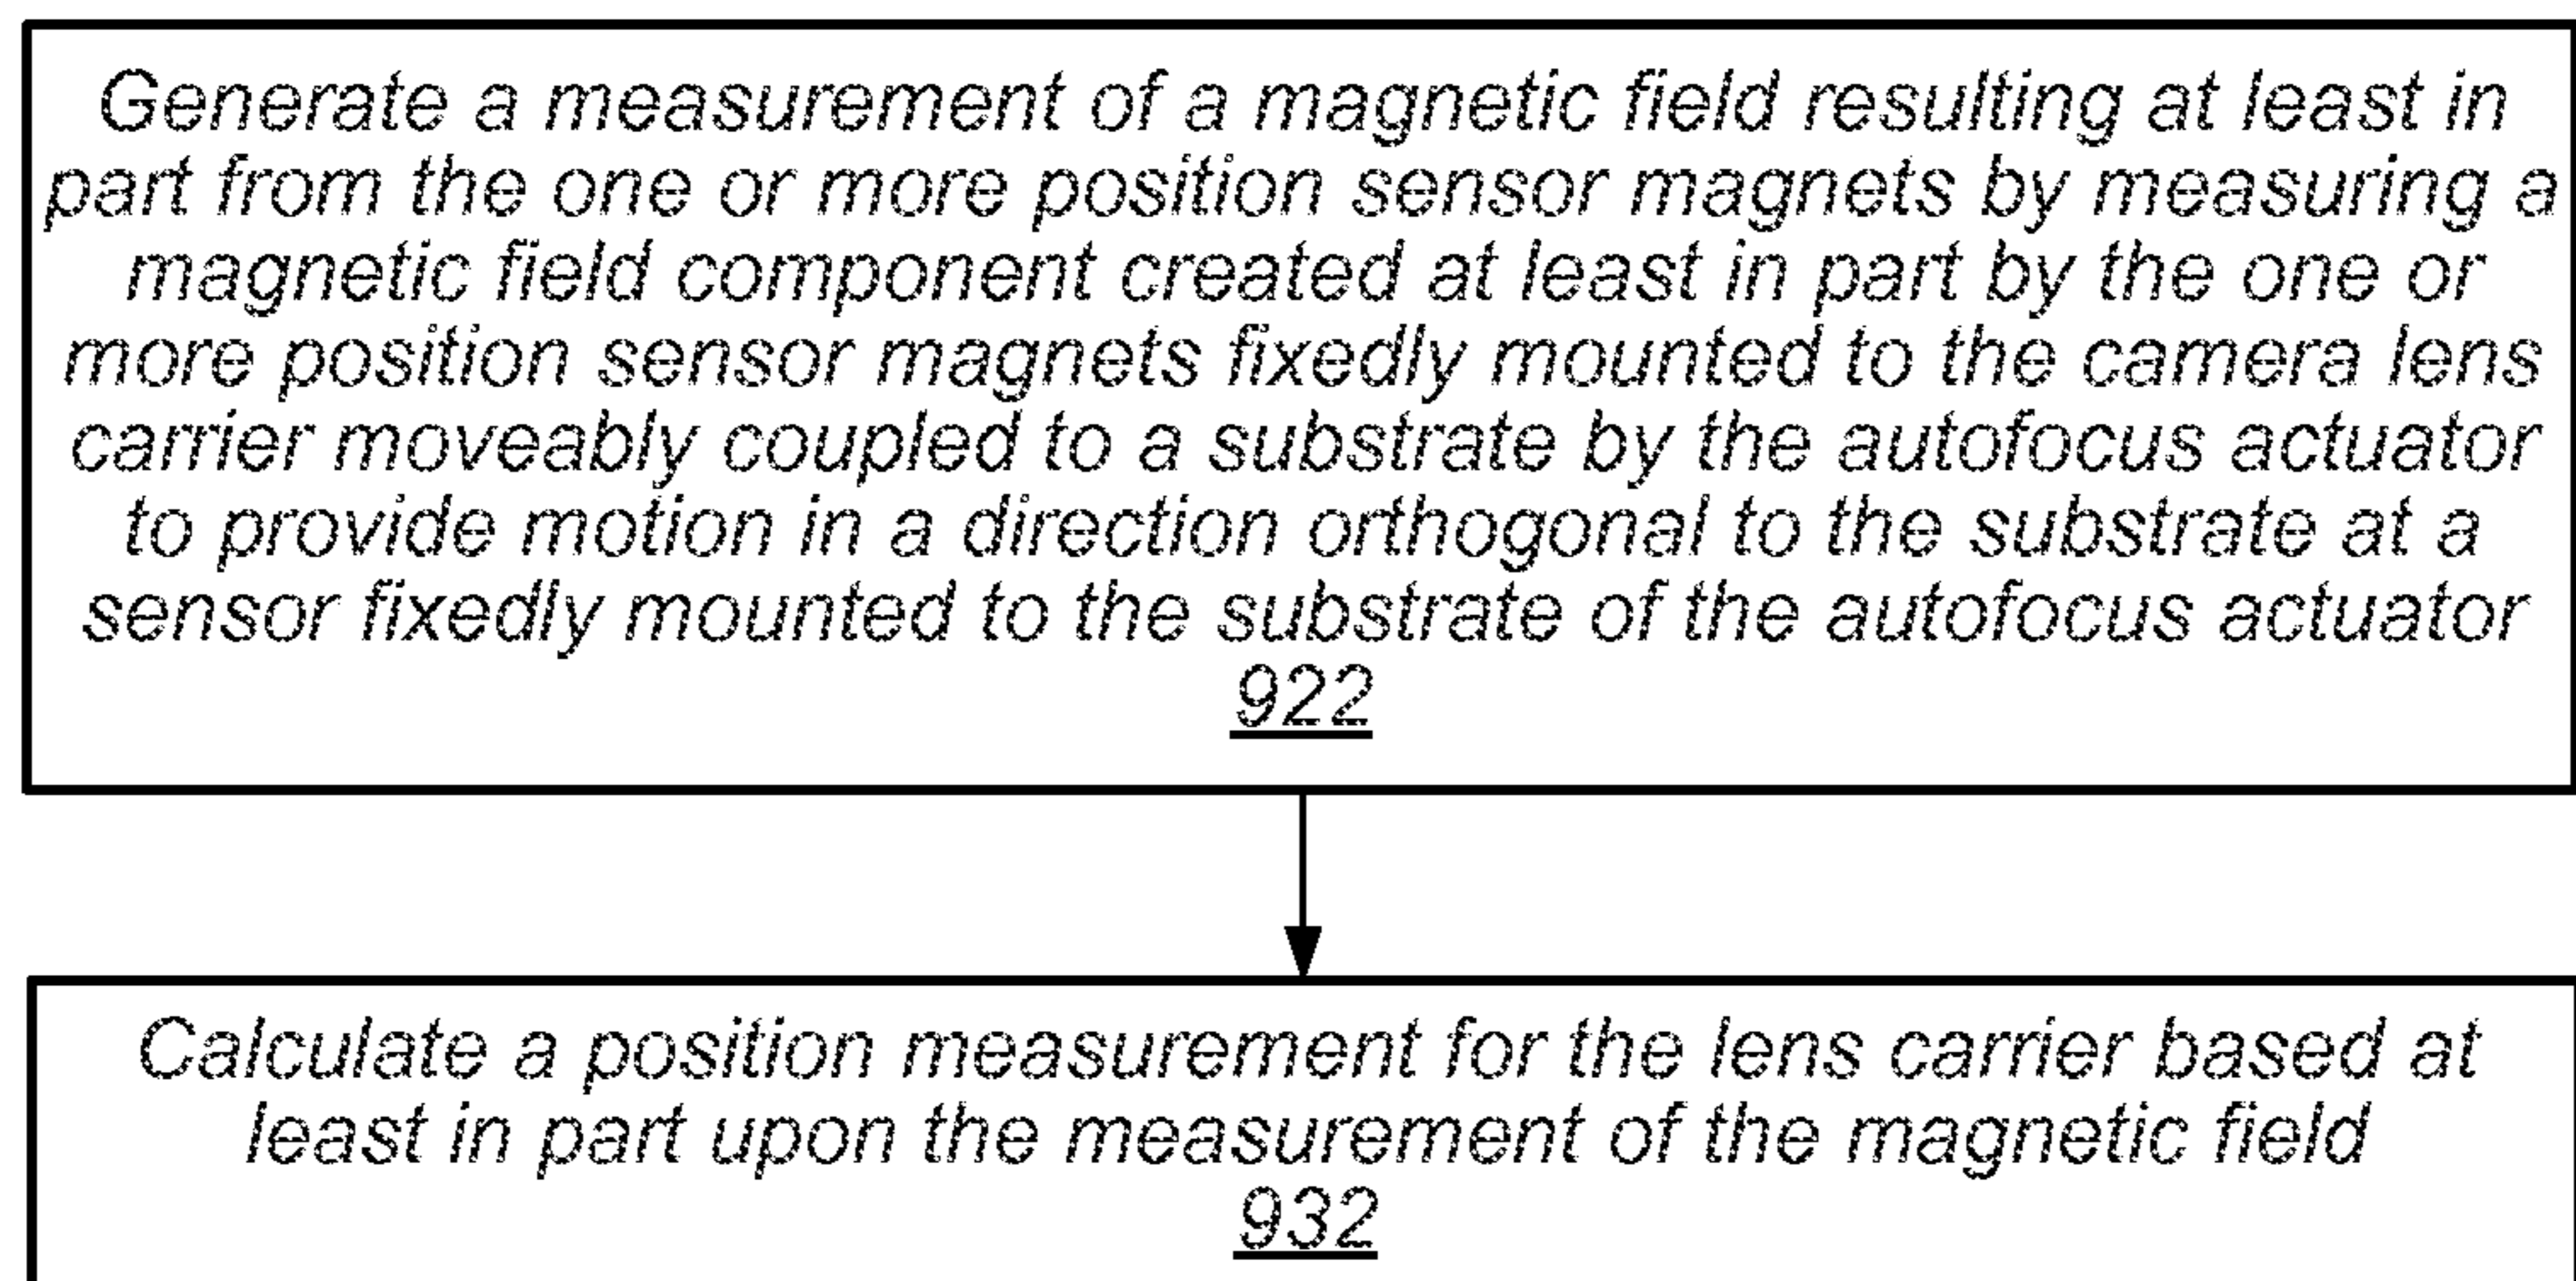 Generate a measurement of a magnetic field resulting at least in
part from the one or more position sensor magnets by measuring a
magnetic field component created at least in part by the one or
more position sensor magnets fixedly mounted to the camera lens
carrier moveably coupled to a substrate by the autofocus actuator
to provide motion in a direction orthogonal to the substrate at a
sensor fixedly mounted to the substrate of the autofocus actuator
922
Calculate a position measurement for the lens carrier based at
least in part upon the measurement of the magnetic field
932